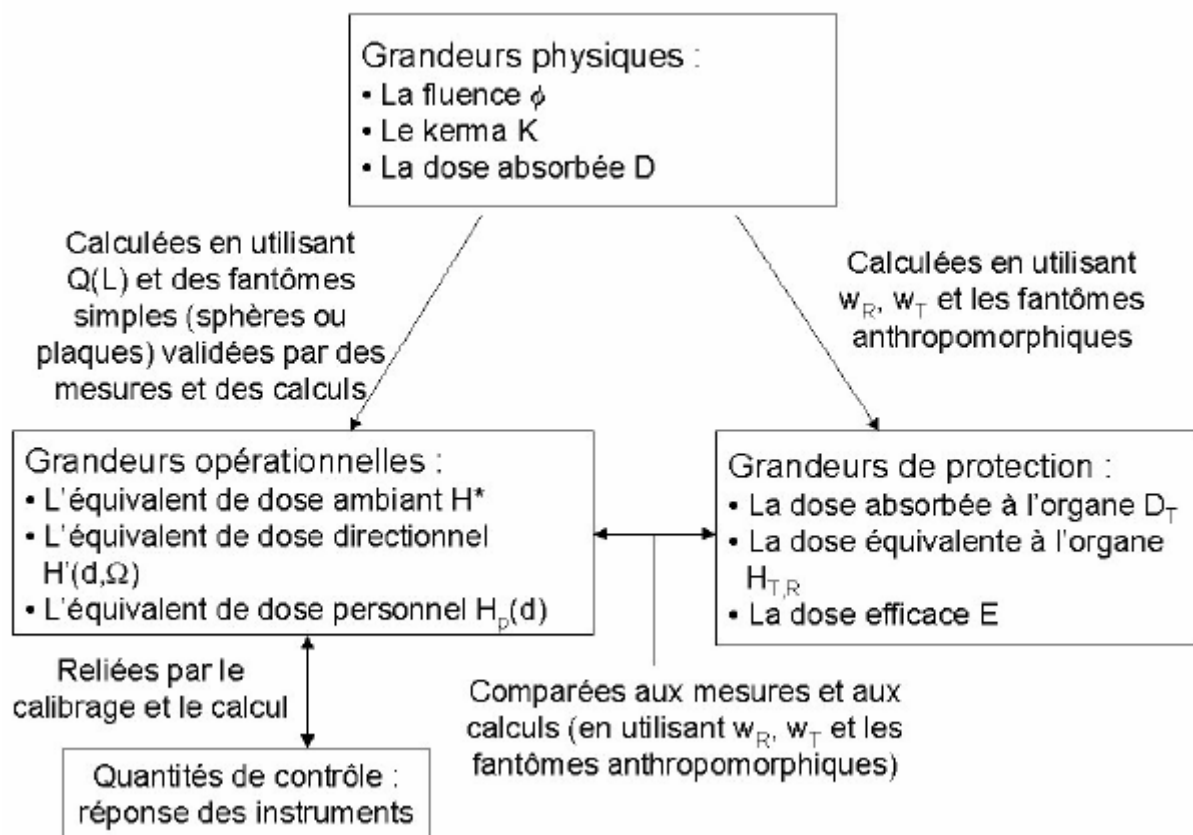 Grandeurs physiques :
• La fluence ϕ
• Le kerma K
• La dose absorbée D
Calculées en utilisant
Q(L) et des fantômes
simples (sphères ou
plaques) validées par des
mesures et des calculs
Calculées en utilisant
w_R, w_T et les fantômes
anthropomorphiques
Grandeurs opérationnelles :
• L'équivalent de dose ambiant H*
• L'équivalent de dose directionnel
H'(d,Ω)
• L'équivalent de dose personnel H_p(d)
Grandeurs de protection :
• La dose absorbée à l'organe D_T
• La dose équivalente à l'organe
H_T,R
• La dose efficace E
Reliées par le
calibrage et le calcul
Comparées aux mesures et aux
calculs (en utilisant w_R, w_T et les
fantômes anthropomorphiques)
Quantités de contrôle :
réponse des instruments